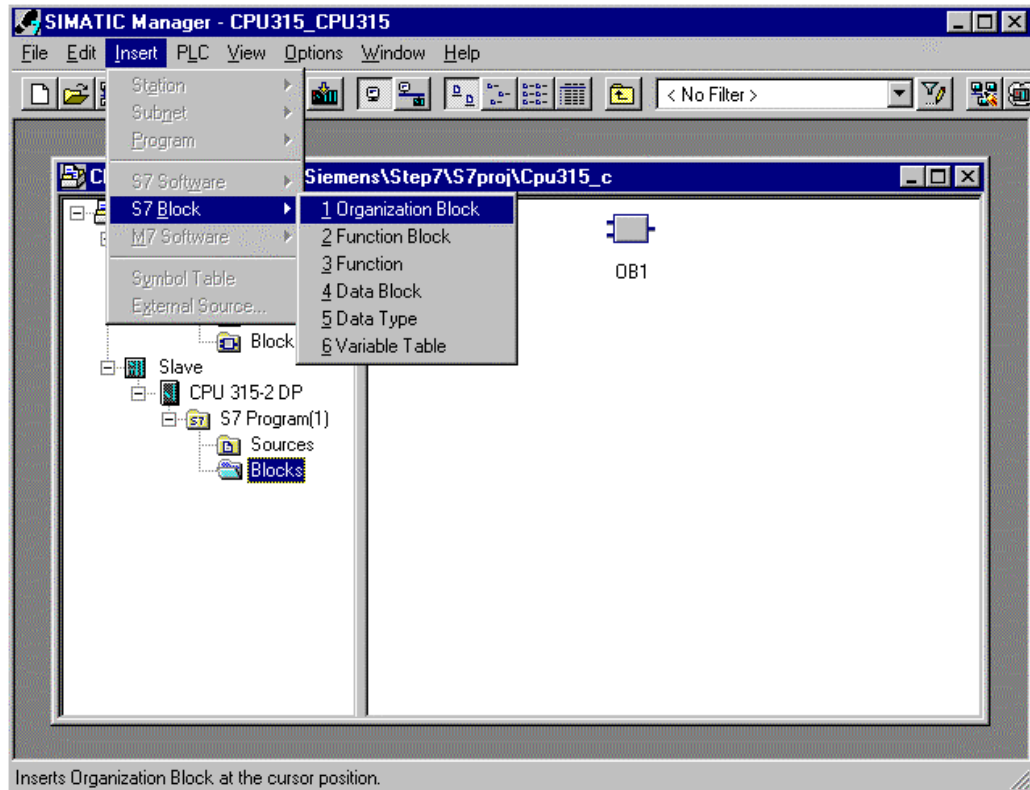 SIMATIC Manager - CPU315_CPU315
File Edit Insert PLC View Options Window Help
< No Filter >
Station
Subnet
Program
S7 Software
S7 Block
M7 Software
Symbol Table
External Source...
Siemens\Step7\S7proj\Cpu315_c
1 Organization Block
2 Function Block
3 Function
4 Data Block
5 Data Type
6 Variable Table
OB1
Block
Slave
CPU 315-2 DP
S7 Program(1)
Sources
Blocks
Inserts Organization Block at the cursor position.